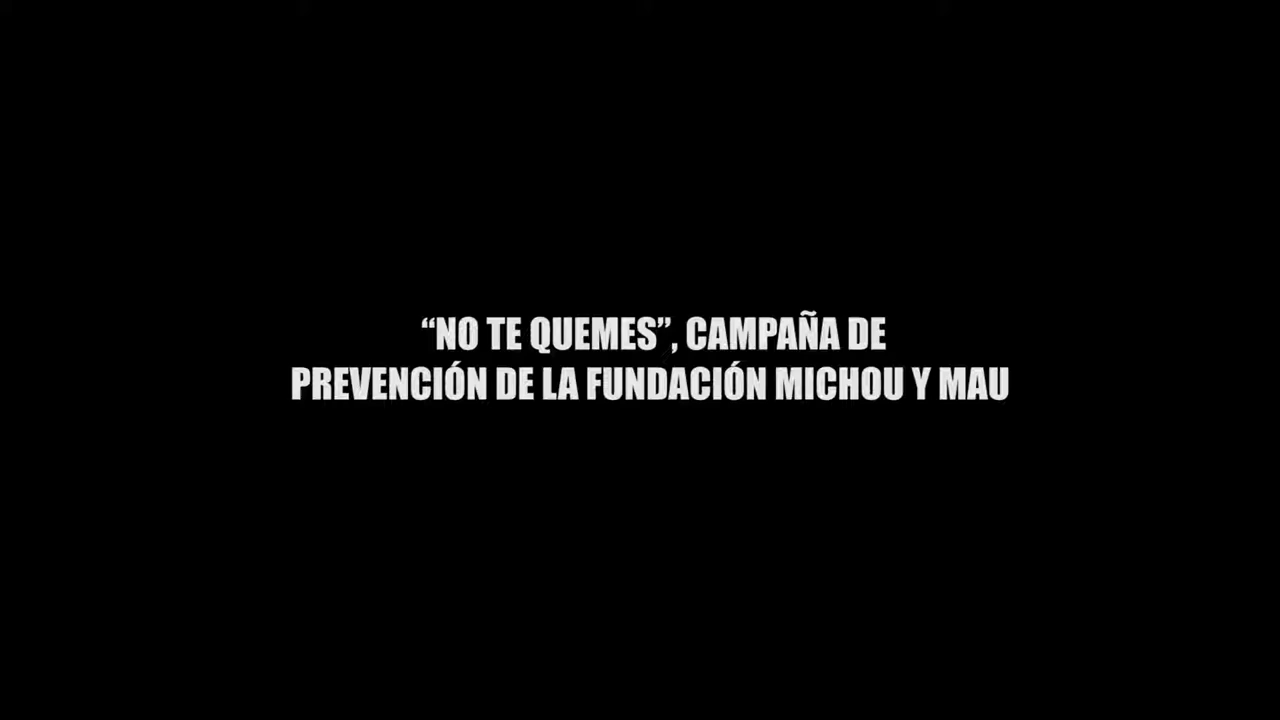 “NO TE QUEMES”, CAMPAÑA DE
PREVENCIÓN DE LA FUNDACIÓN MICHOU Y MAU